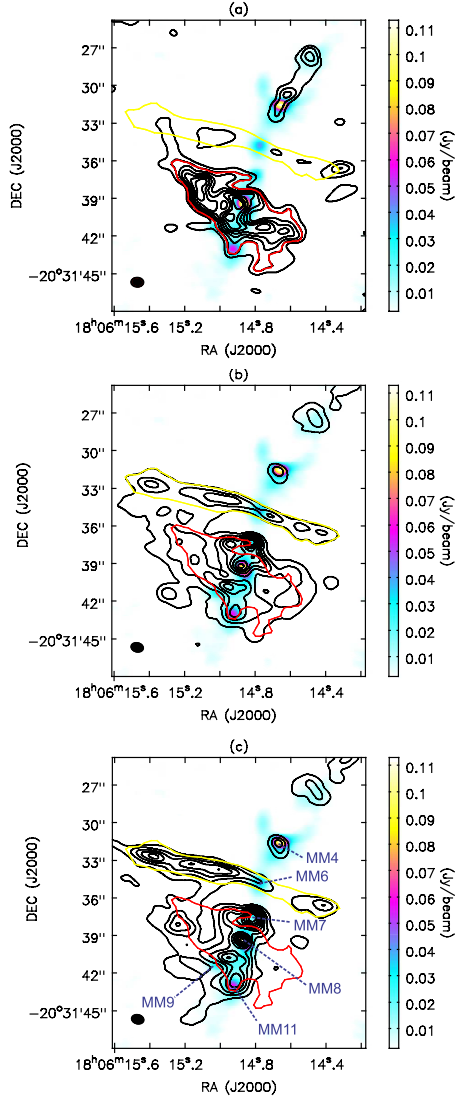 (a)
27"
30"
33"
36"
39"
42"
−20°31'45"
DEC (J2000)
18ʰ06ᵐ15ˢ.6
15ˢ.2
14ˢ.8
14ˢ.4
RA (J2000)
0.11
0.10
0.09
0.08
0.07
0.06
0.05
0.04
0.03
0.02
0.01
(Jy/beam)
(b)
27"
30"
33"
36"
39"
42"
−20°31'45"
DEC (J2000)
18ʰ06ᵐ15ˢ.6
15ˢ.2
14ˢ.8
14ˢ.4
RA (J2000)
0.11
0.10
0.09
0.08
0.07
0.06
0.05
0.04
0.03
0.02
0.01
(Jy/beam)
(c)
27"
30"
33"
36"
39"
42"
−20°31'45"
DEC (J2000)
MM4
MM6
MM7
MM8
MM9
MM11
18ʰ06ᵐ15ˢ.6
15ˢ.2
14ˢ.8
14ˢ.4
RA (J2000)
0.11
0.10
0.09
0.08
0.07
0.06
0.05
0.04
0.03
0.02
0.01
(Jy/ beam)